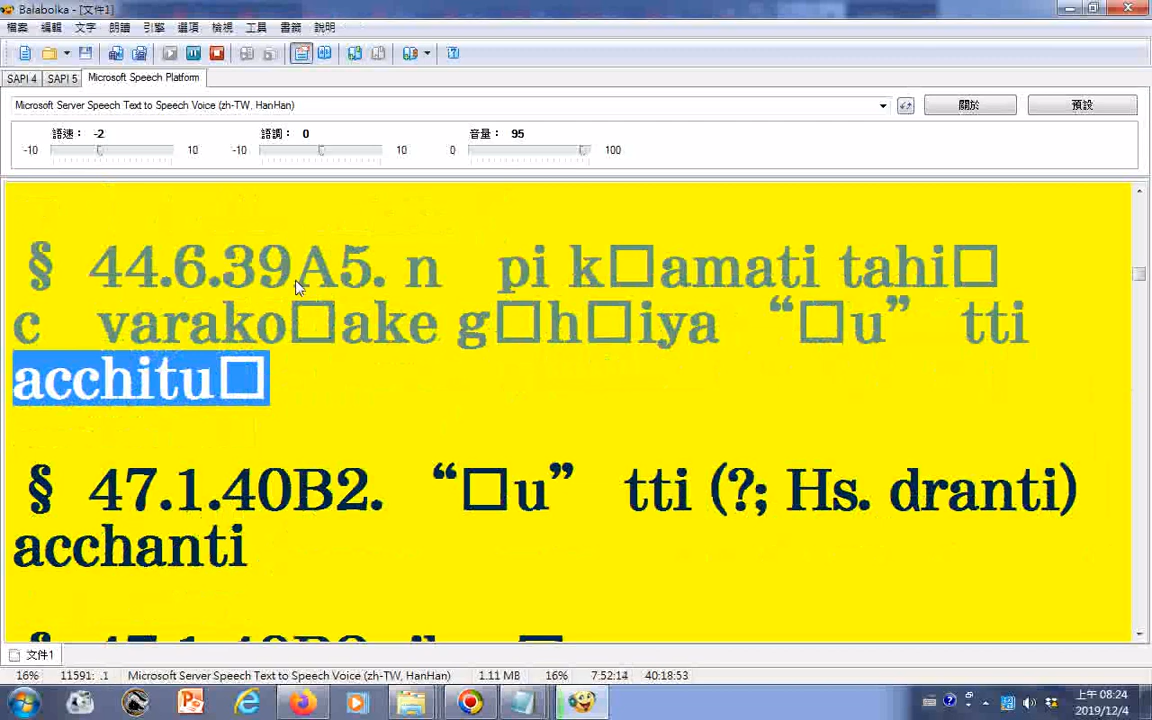 Balabolka - [文件1]
檔案 編輯 文字 朗讀 引擎 選項 檢視 工具 書籤 說明
SAPI 4 SAPI 5 Microsoft Speech Platform
Microsoft Server Speech Text to Speech Voice (zh-TW, HanHan) 關於 預設
語速： -2 語調： 0 音量： 95
-10 10 -10 10 0 100
§ 44.6.39A5. n pi k□amati tahi□
c varako□ake g□h□iya “□u” tti
acchitu□
§ 47.1.40B2. “□u” tti (?; Hs. dranti)
acchanti
文件1
16% 11591: .1 Microsoft Server Speech Text to Speech Voice (zh-TW, HanHan) 1.11 MB 16% 7:52:14 40:18:53
上午 08:24
2019/12/4